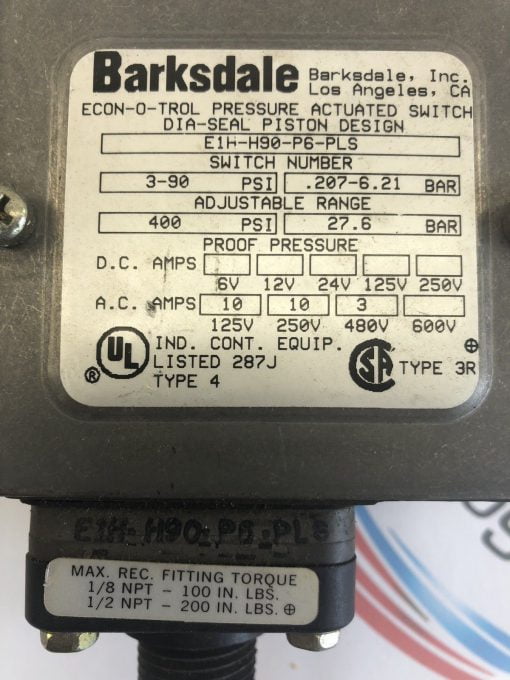 Barksdale Barksdale, Inc.
Los Angeles, CA
ECON-O-TROL PRESSURE ACTUATED SWITCH
DIA-SEAL PISTON DESIGN
E1H-H90-P6-PLS
SWITCH NUMBER
3-90 PSI .207-6.21 BAR
ADJUSTABLE RANGE
400 PSI 27.6 BAR
PROOF PRESSURE
D.C. AMPS
6V 12V 24V 125V 250V
A.C. AMPS 10 10 3
125V 250V 480V 600V
UL ® IND. CONT. EQUIP.
LISTED 287J
TYPE 4
SA TYPE 3R
E1H-H90-P6-PLS
MAX. REC. FITTING TORQUE
1/8 NPT - 100 IN. LBS.
1/2 NPT - 200 IN. LBS.